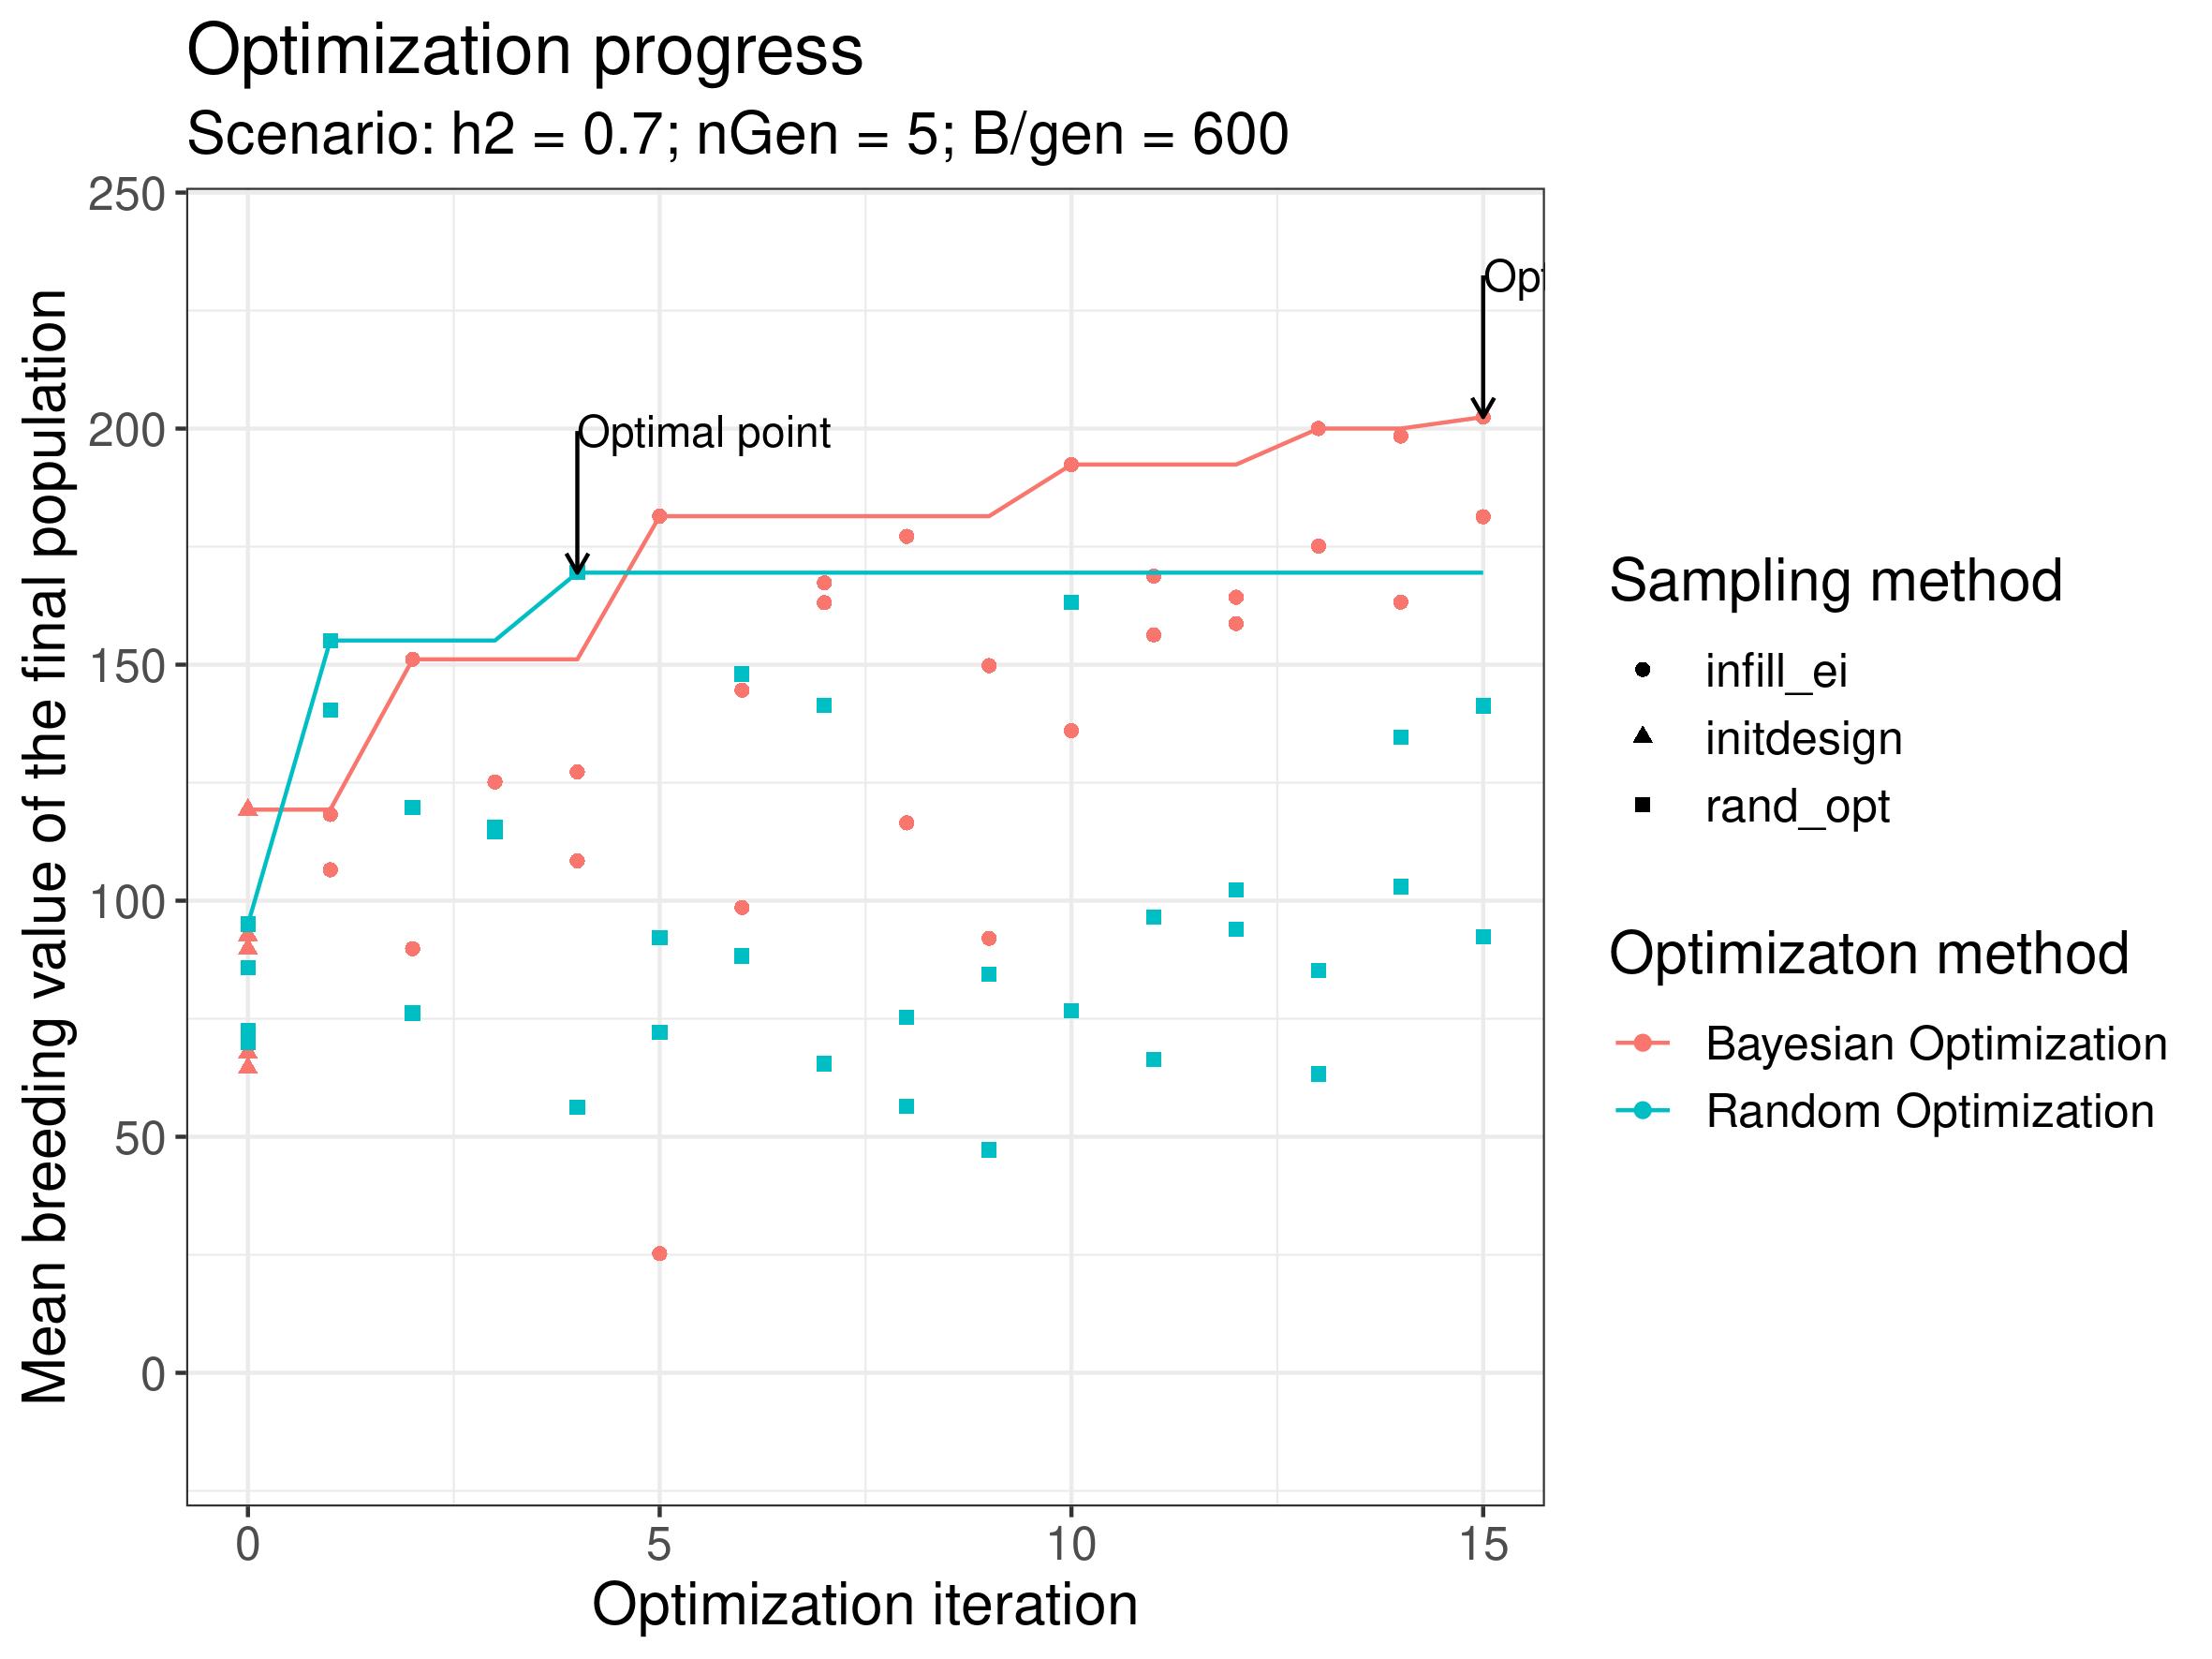 Optimization progress
Scenario: h2 = 0.7; nGen = 5; B/gen = 600
Mean breeding value of the final population
250
200
150
100
50
0
Optimal point
Opt
0
5
10
15
Optimization iteration
Sampling method
infill_ei
initdesign
rand_opt
Optimizaton method
Bayesian Optimization
Random Optimization